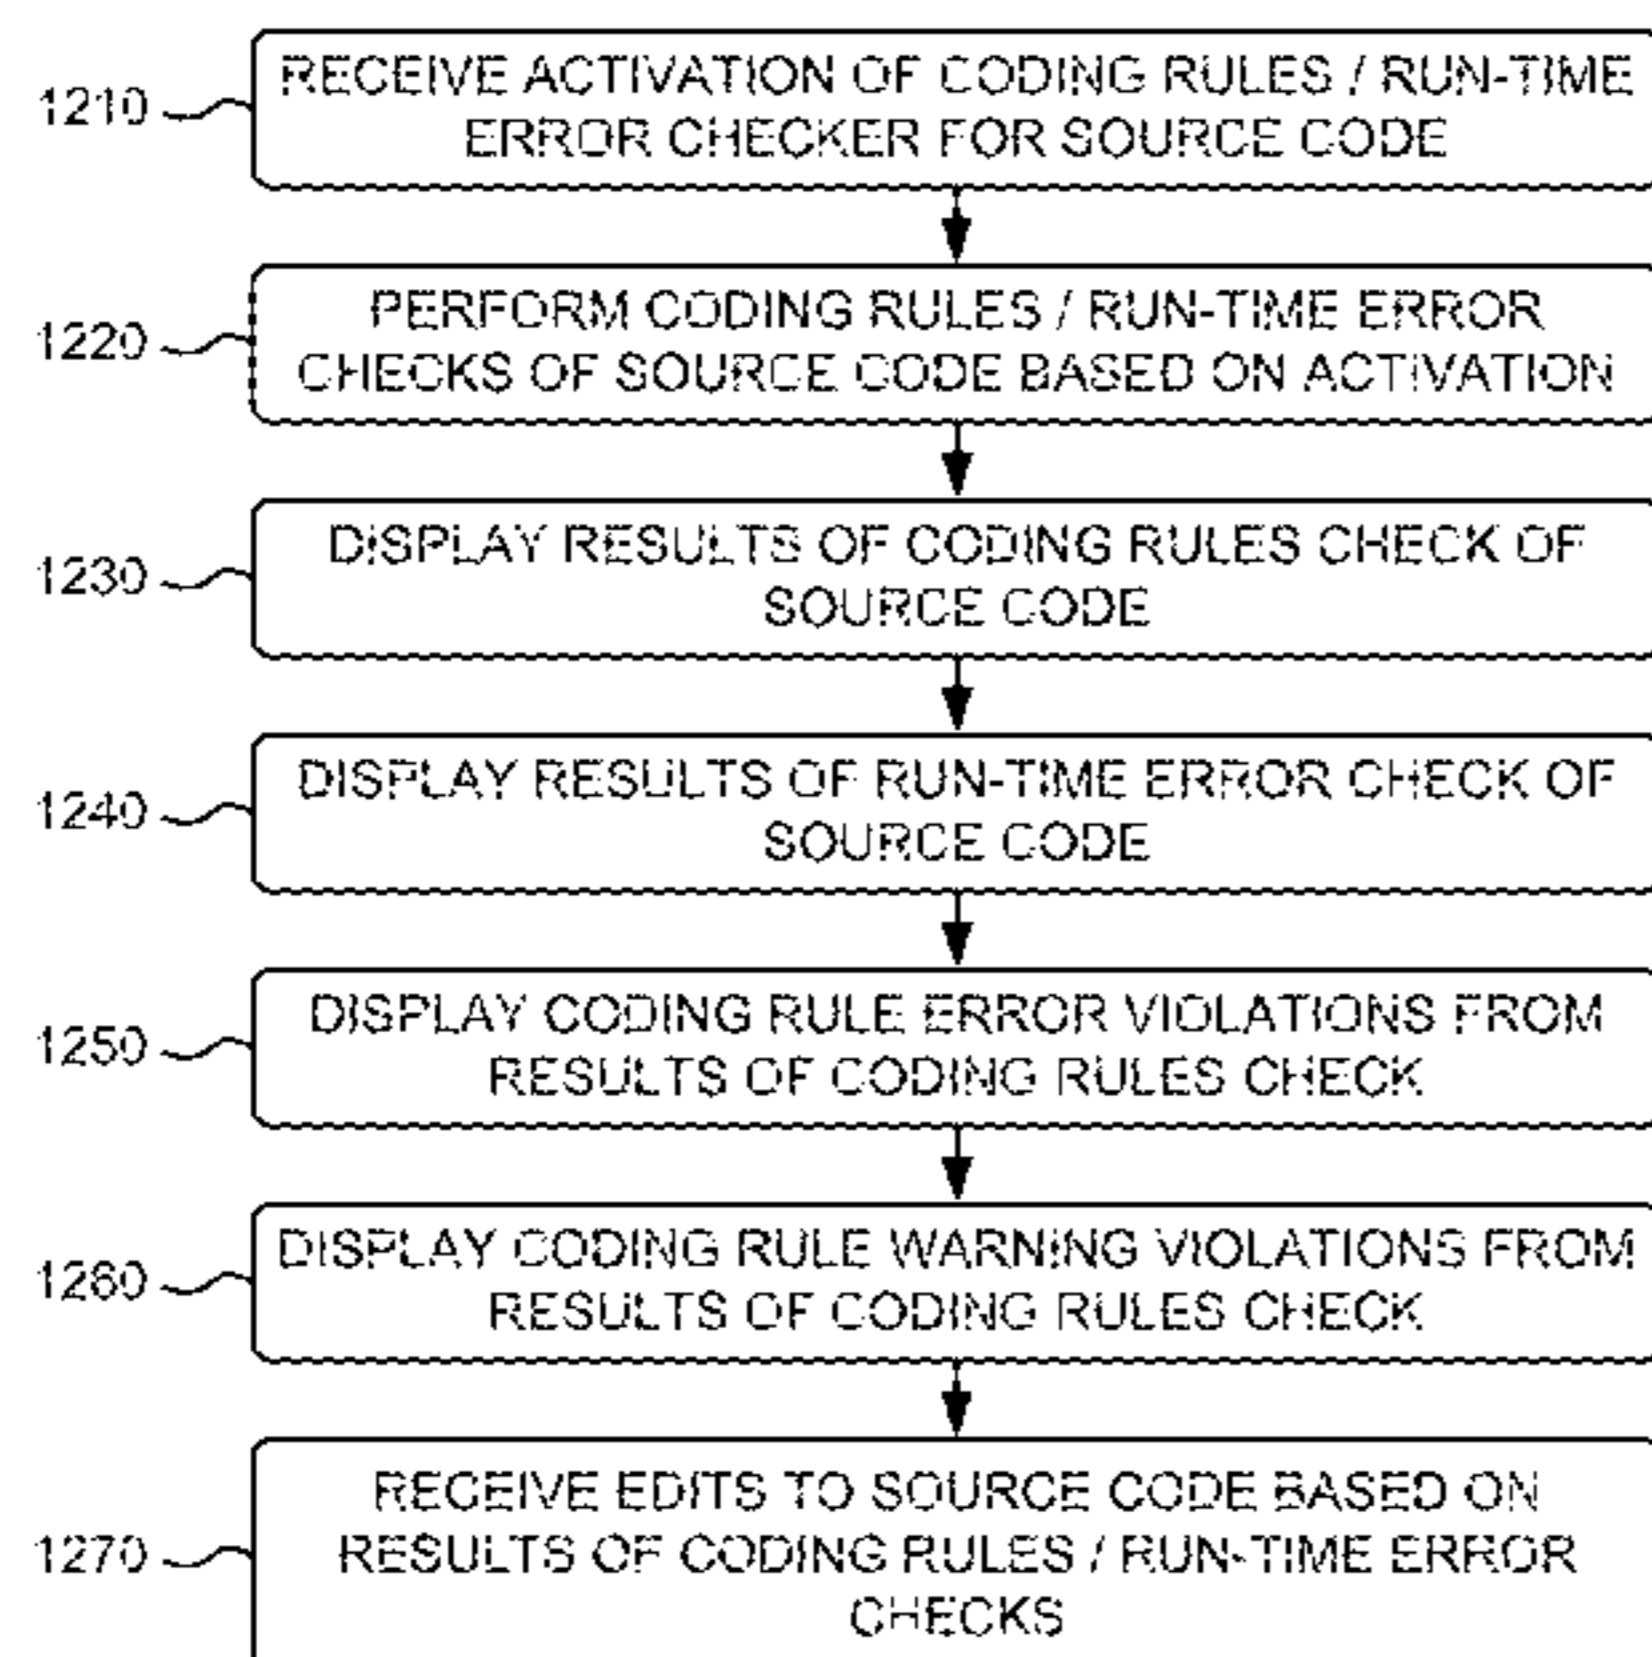 1210
RECEIVE ACTIVATION OF CODING RULES / RUN-TIME
ERROR CHECKER FOR SOURCE CODE
1220
PERFORM CODING RULES / RUN-TIME ERROR
CHECKS OF SOURCE CODE BASED ON ACTIVATION
1230
DISPLAY RESULTS OF CODING RULES CHECK OF
SOURCE CODE
1240
DISPLAY RESULTS OF RUN-TIME ERROR CHECK OF
SOURCE CODE
1250
DISPLAY CODING RULE ERROR VIOLATIONS FROM
RESULTS OF CODING RULES CHECK
1260
DISPLAY CODING RULE WARNING VIOLATIONS FROM
RESULTS OF CODING RULES CHECK
1270
RECEIVE EDITS TO SOURCE CODE BASED ON
RESULTS OF CODING RULES / RUN-TIME ERROR
CHECKS